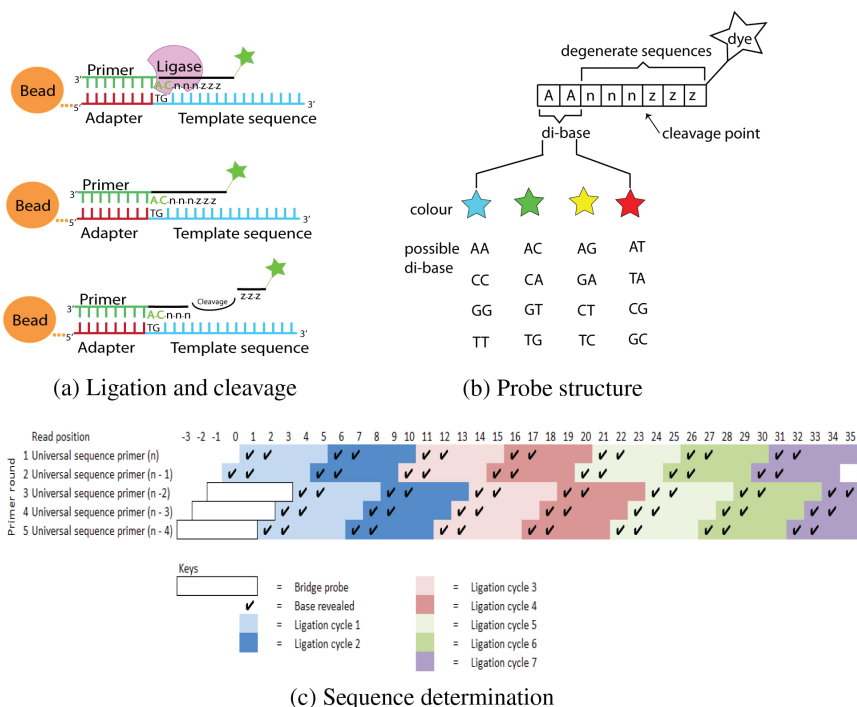 Primer
Ligase
3'
A-C-n-n-n-z-z-z
Bead
5'
TG
3'
Adapter
Template sequence
Primer
3'
A-C-n-n-n-z-z-z
Bead
5'
TG
3'
Adapter
Template sequence
z-z-z
Primer
Cleavage
3'
A-C-n-n-n
Bead
5'
TG
3'
Adapter
Template sequence
(a) Ligation and cleavage
dye
degenerate sequences
A A n n n z z z
di-base
cleavage point
colour
possible
di-base
AA AC AG AT
CC CA GA TA
GG GT CT CG
TT TG TC GC
(b) Probe structure
Read position -3 -2 -1 0 1 2 3 4 5 6 7 8 9 10 11 12 13 14 15 16 17 18 19 20 21 22 23 24 25 26 27 28 29 30 31 32 33 34 35
Primer round
1 Universal sequence primer (n)
2 Universal sequence primer (n - 1)
3 Universal sequence primer (n -2)
4 Universal sequence primer (n - 3)
5 Universal sequence primer (n - 4)
Keys
= Bridge probe
✔ = Base revealed
= Ligation cycle 1
= Ligation cycle 2
= Ligation cycle 3
= Ligation cycle 4
= Ligation cycle 5
= Ligation cycle 6
= Ligation cycle 7
(c) Sequence determination